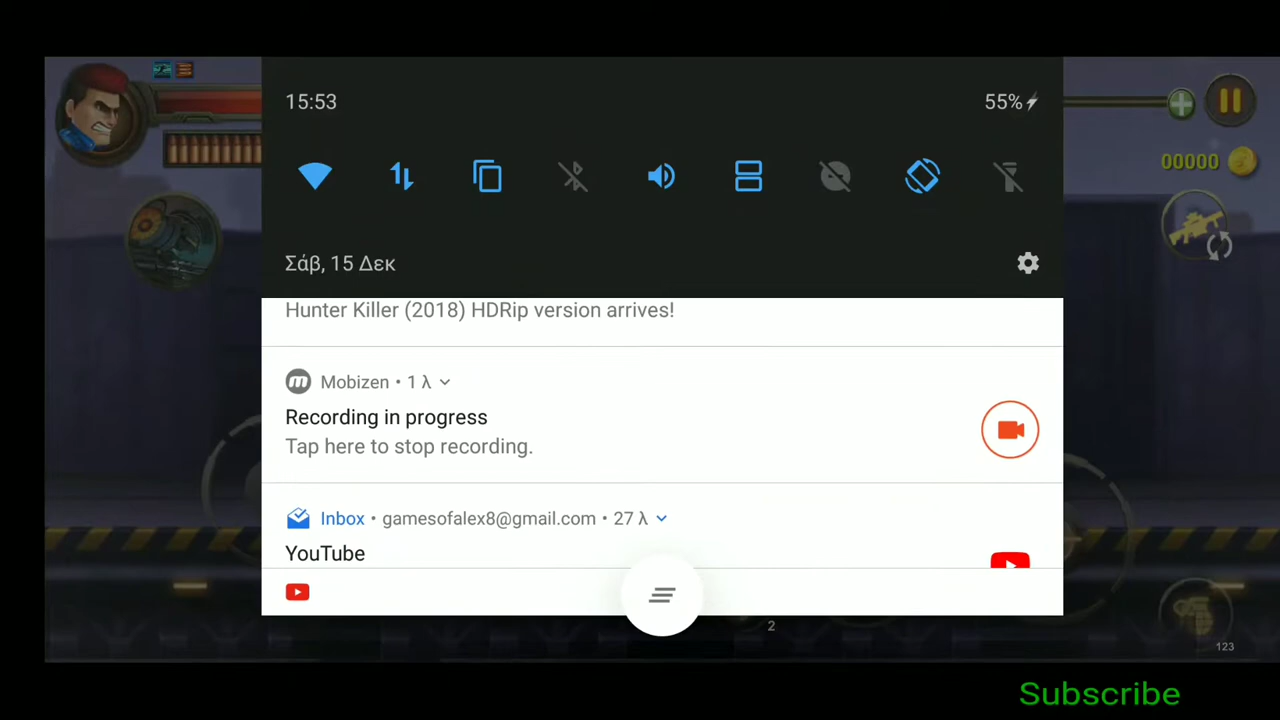 15:53
55%
00000
Σάβ, 15 Δεκ
Hunter Killer (2018) HDRip version arrives!
Mobizen • 1 λ
Recording in progress
Tap here to stop recording.
Inbox • gamesofalex8@gmail.com • 27 λ
YouTube
2
123
Subscribe